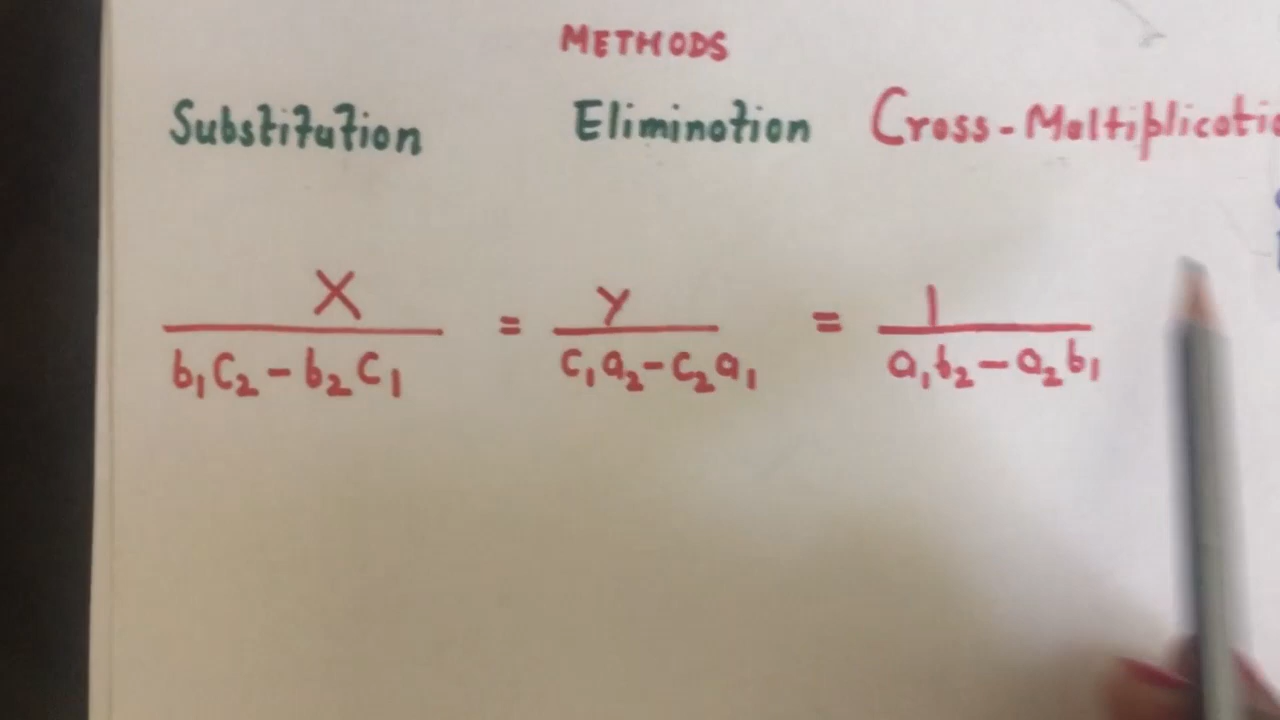 METHODS
Substitution Elimination Cross-Multiplicatio
X = y = 1
b₁c₂-b₂c₁ c₁a₂-c₂a₁ a₁b₂-a₂b₁